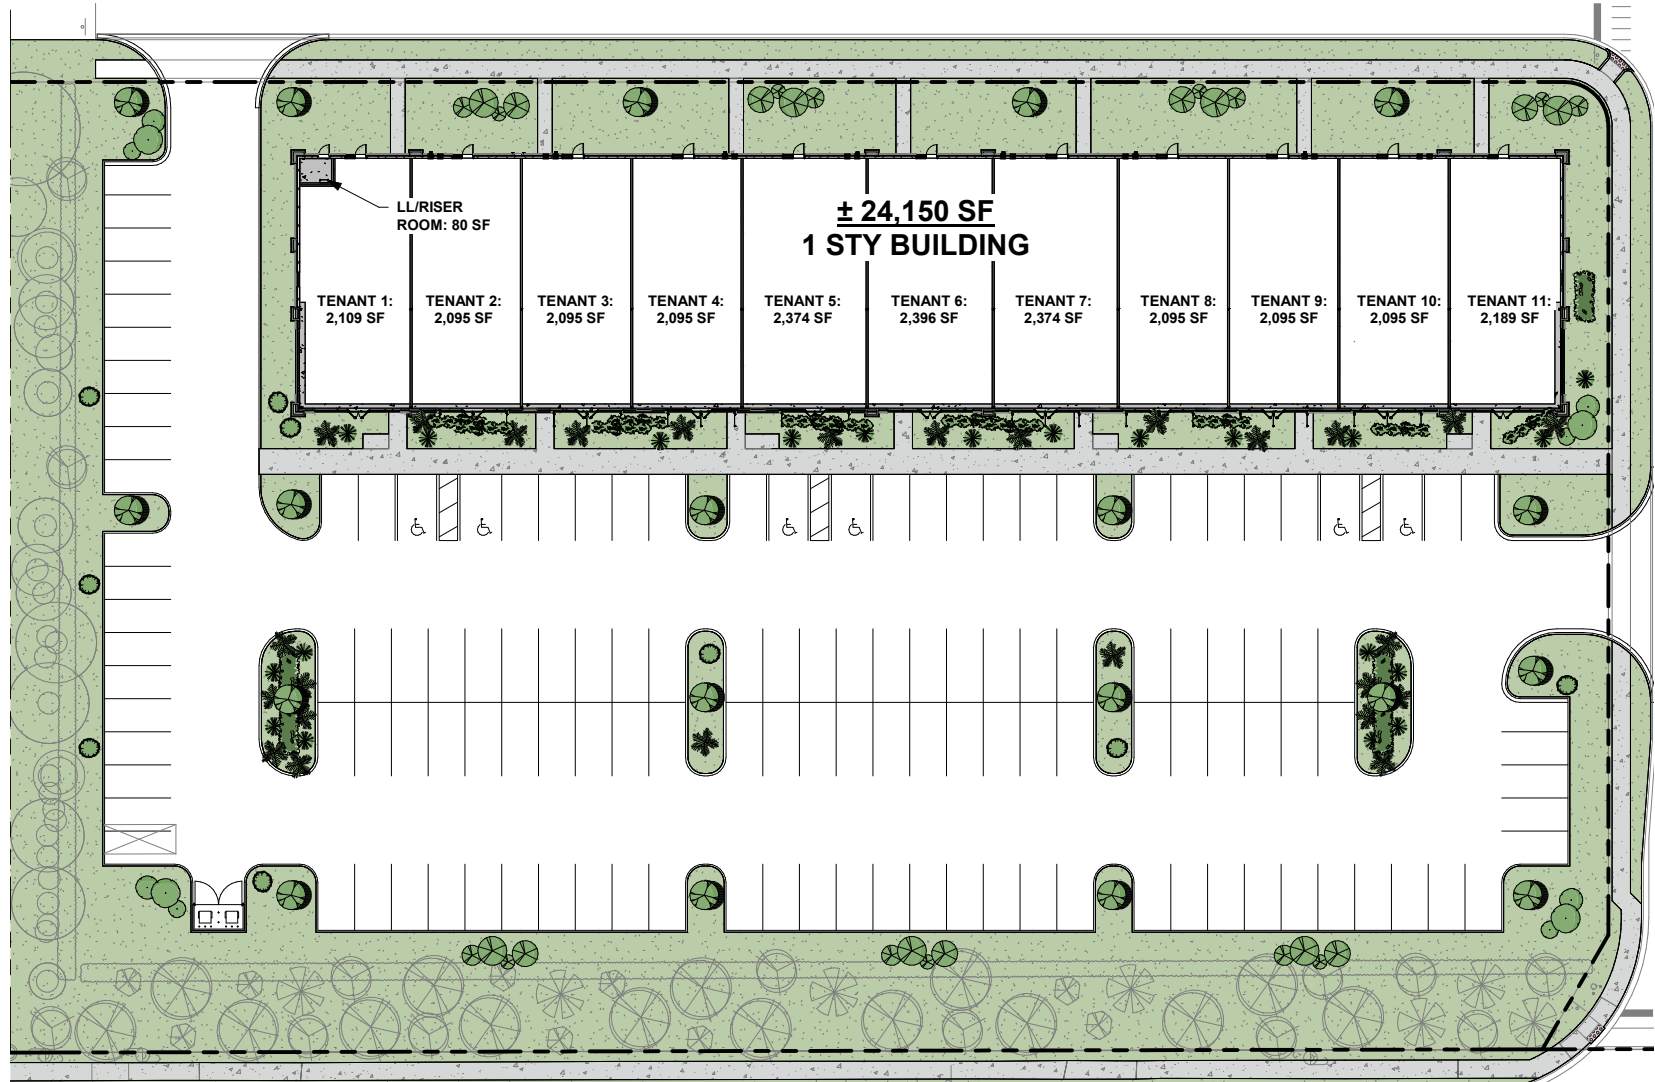 LL/RISER
ROOM: 80 SF
± 24,150 SF
1 STY BUILDING
TENANT 1:
2,109 SF
TENANT 2:
2,095 SF
TENANT 3:
2,095 SF
TENANT 4:
2,095 SF
TENANT 5:
2,374 SF
TENANT 6:
2,396 SF
TENANT 7:
2,374 SF
TENANT 8:
2,095 SF
TENANT 9:
2,095 SF
TENANT 10:
2,095 SF
TENANT 11:
2,189 SF